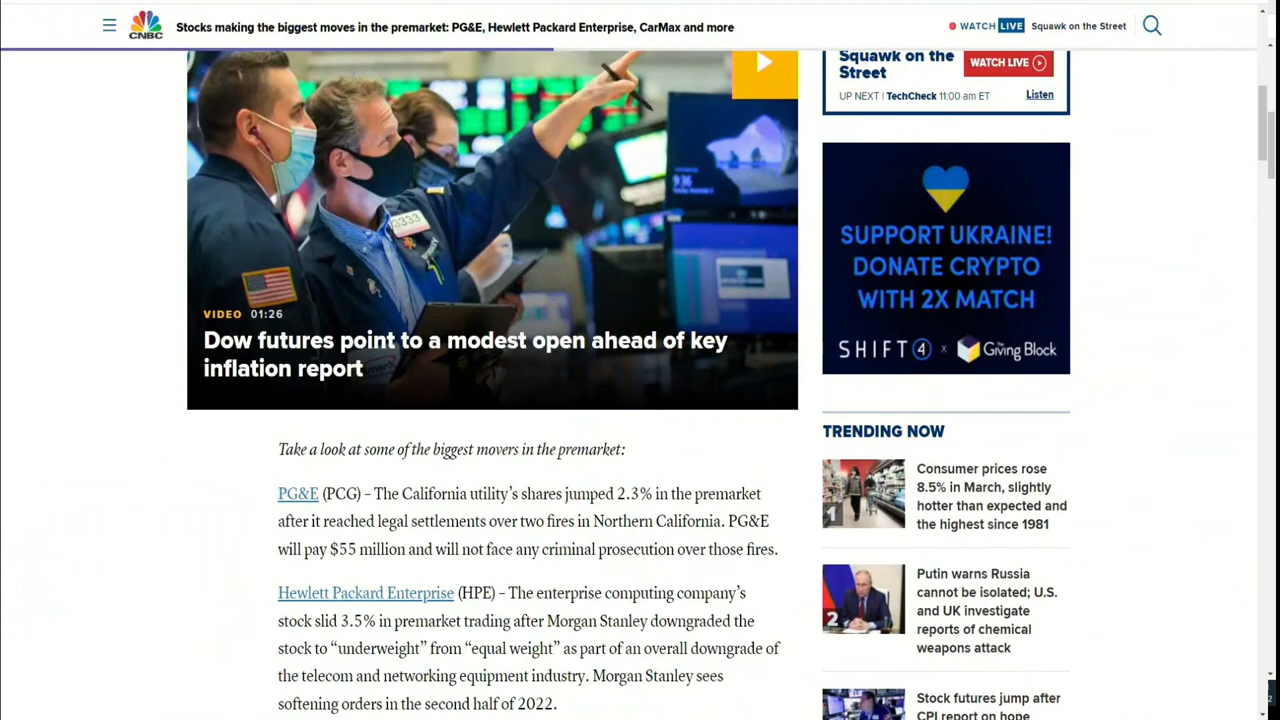 CNBC
Stocks making the biggest moves in the premarket: PG&E, Hewlett Packard Enterprise, CarMax and more
WATCH LIVE
Squawk on the Street
Squawk on the
Street
WATCH LIVE
UP NEXT | TechCheck 11:00 am ET
Listen
3333
9:36
VIDEO 01:26
Dow futures point to a modest open ahead of key
inflation report
SUPPORT UKRAINE!
DONATE CRYPTO
WITH 2X MATCH
SHIFT 4 x The Giving Block
Take a look at some of the biggest movers in the premarket:
PG&E (PCG) – The California utility’s shares jumped 2.3% in the premarket
after it reached legal settlements over two fires in Northern California. PG&E
will pay $55 million and will not face any criminal prosecution over those fires.
Hewlett Packard Enterprise (HPE) – The enterprise computing company’s
stock slid 3.5% in premarket trading after Morgan Stanley downgraded the
stock to “underweight” from “equal weight” as part of an overall downgrade of
the telecom and networking equipment industry. Morgan Stanley sees
softening orders in the second half of 2022.
TRENDING NOW
1
Consumer prices rose
8.5% in March, slightly
hotter than expected and
the highest since 1981
2
Putin warns Russia
cannot be isolated; U.S.
and UK investigate
reports of chemical
weapons attack
Stock futures jump after
CPI report on hope